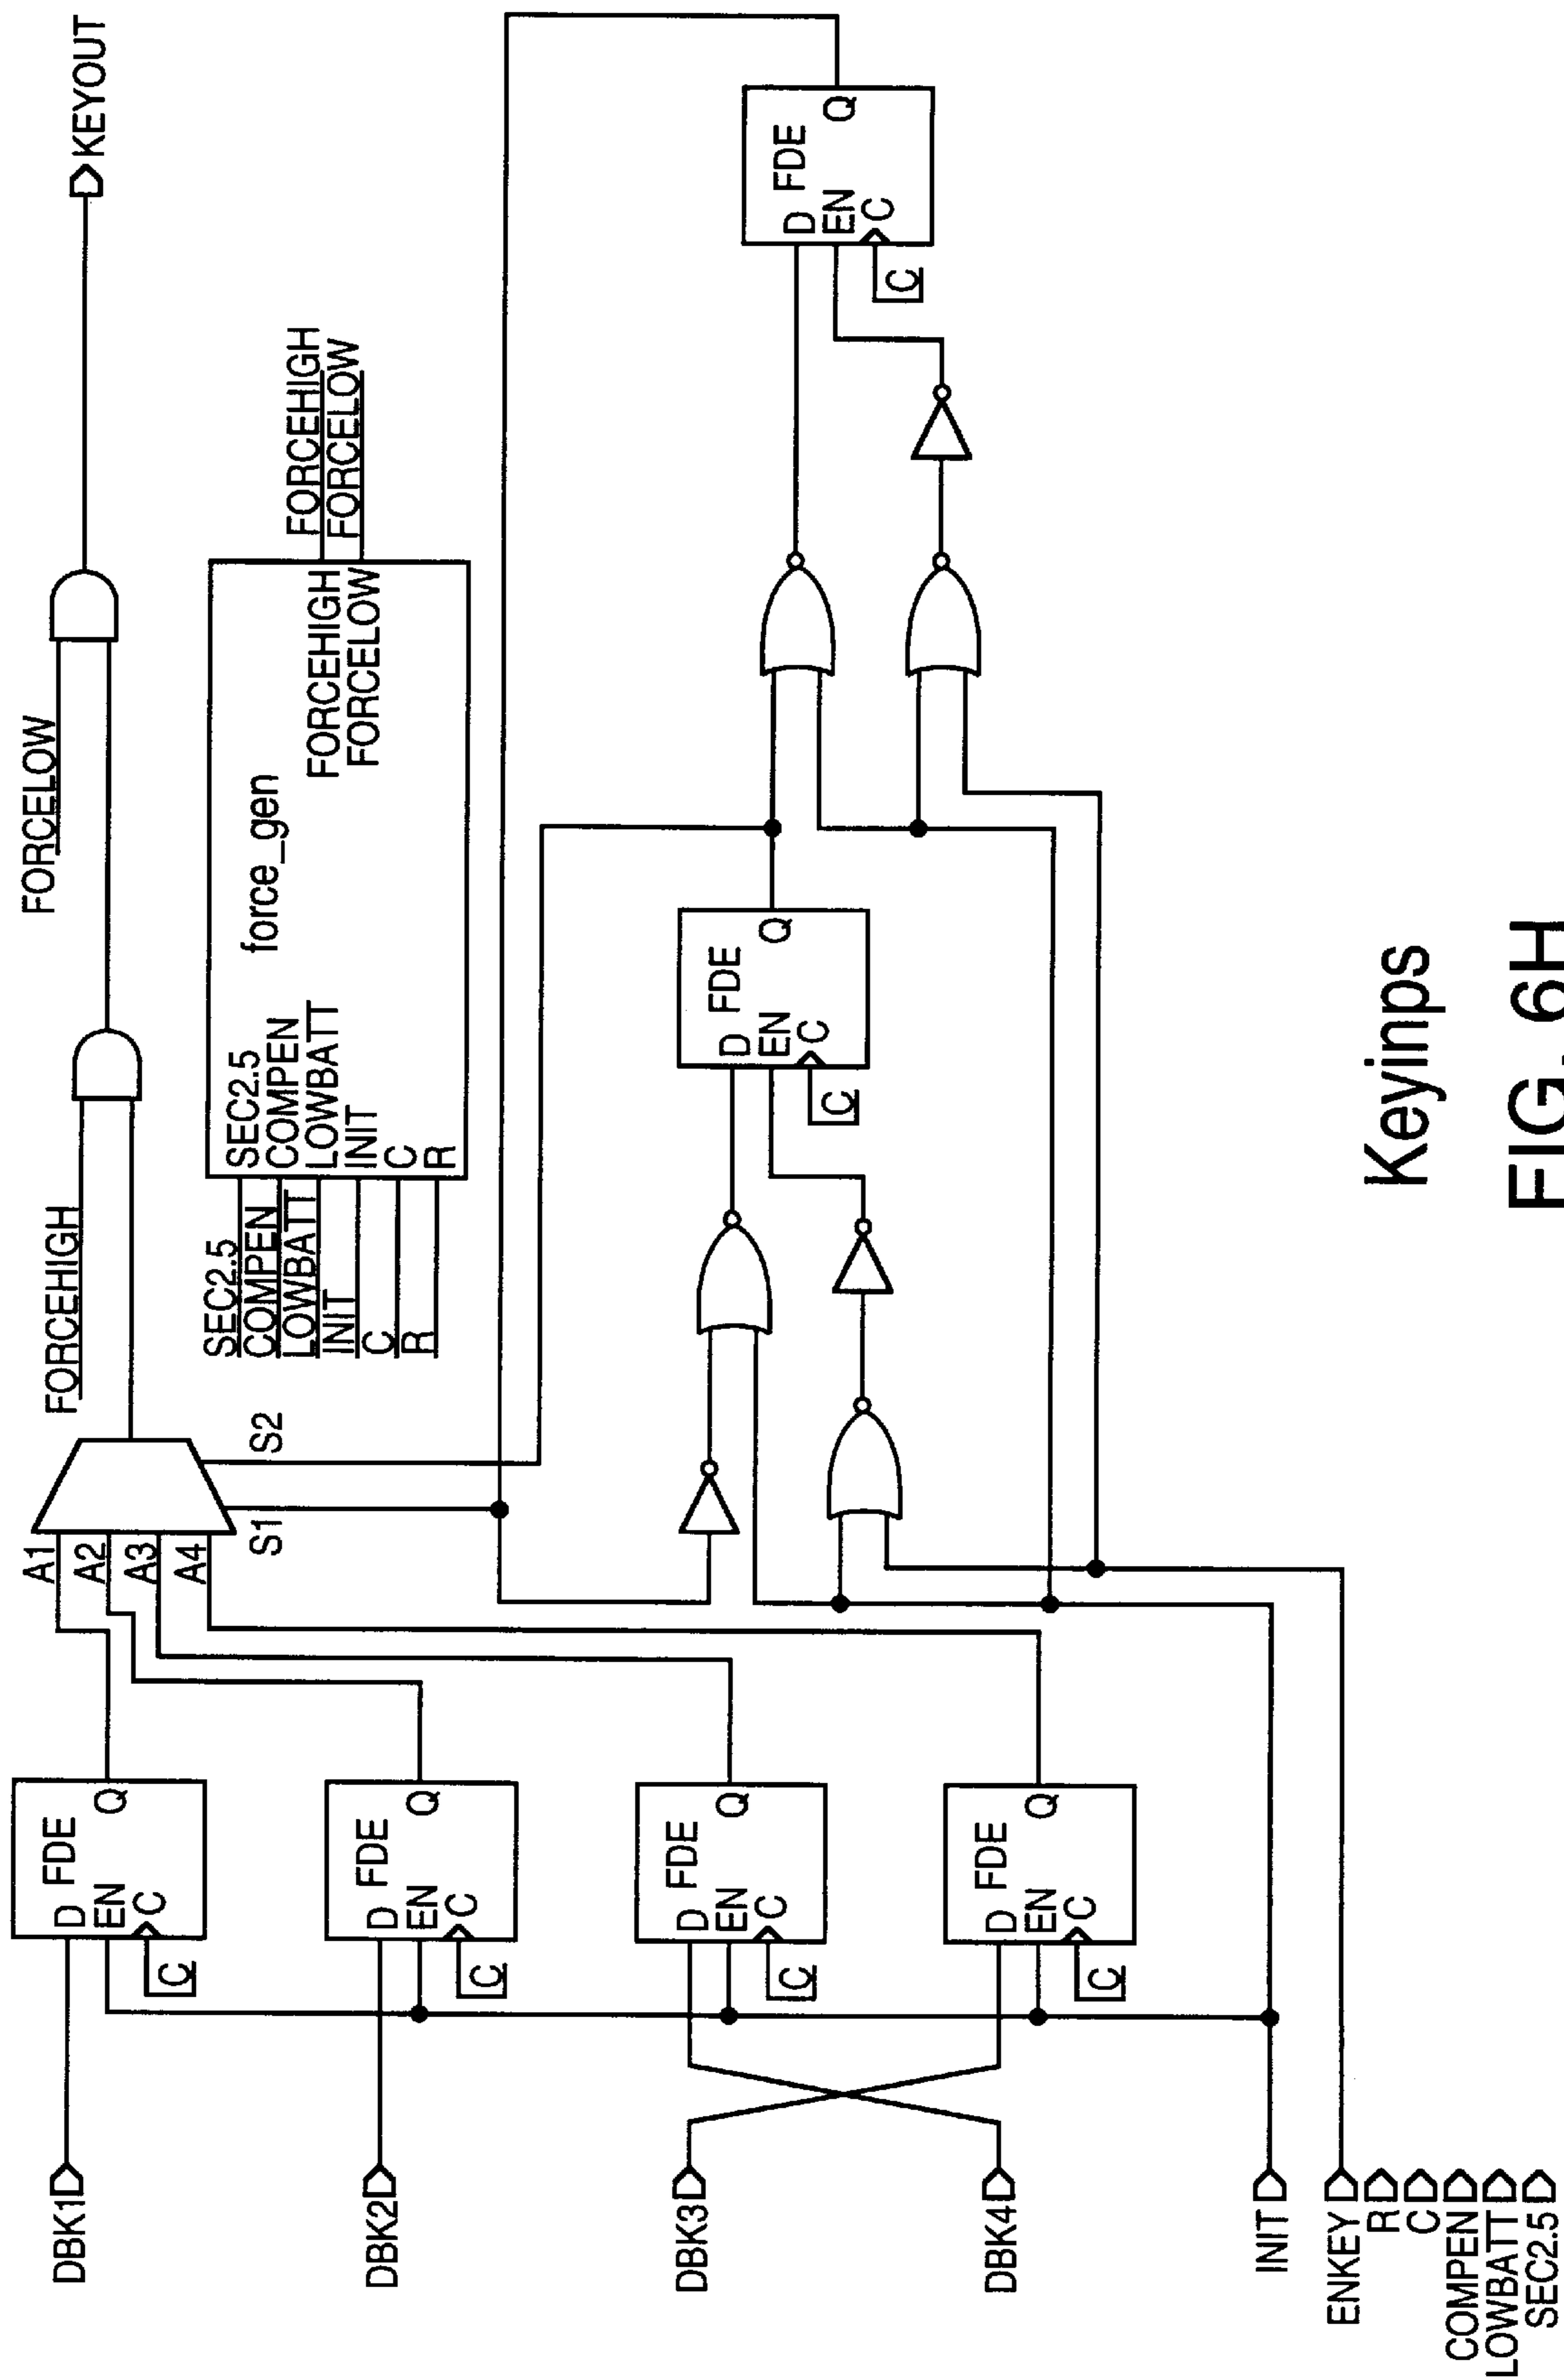 DBK1
DBK2
DBK3
DBK4
INIT
ENKEY
R
C
COMPEN
LOWBATT
SEC2.5
D
FDE
EN
C
Q
C
D
FDE
EN
C
Q
C
D
FDE
EN
C
Q
C
D
FDE
EN
C
Q
C
A1
A2
A3
A4
S1
S2
FORCEHIGH
FORCELOW
KEYOUT
SEC2.5
COMPEN
LOWBATT
INIT
C
R
SEC2.5
COMPEN
LOWBATT
INIT
C
R
force_gen
FORCEHIGH
FORCELOW
FORCEHIGH
FORCELOW
D
FDE
EN
C
Q
C
D
FDE
EN
C
Q
C
Keyinps
FIG. 6H